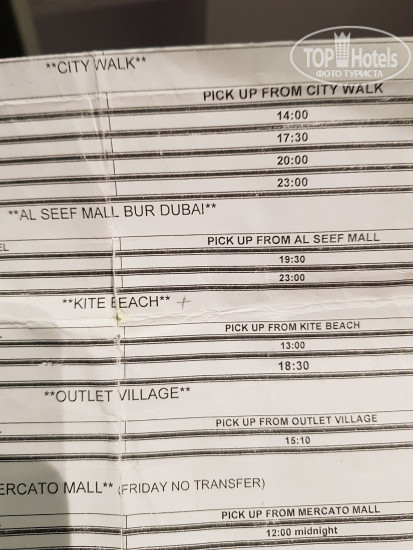 TOP Hotels
ФОТО ТУРИСТА
**CITY WALK**
PICK UP FROM CITY WALK
14:00
17:30
20:00
23:00
**AL SEEF MALL BUR DUBAI**
EL PICK UP FROM AL SEEF MALL
19:30
23:00
**KITE BEACH** +
PICK UP FROM KITE BEACH
13:00
18:30
**OUTLET VILLAGE**
PICK UP FROM OUTLET VILLAGE
15:10
ERCATO MALL** (FRIDAY NO TRANSFER)
PICK UP FROM MERCATO MALL
12:00 midnight